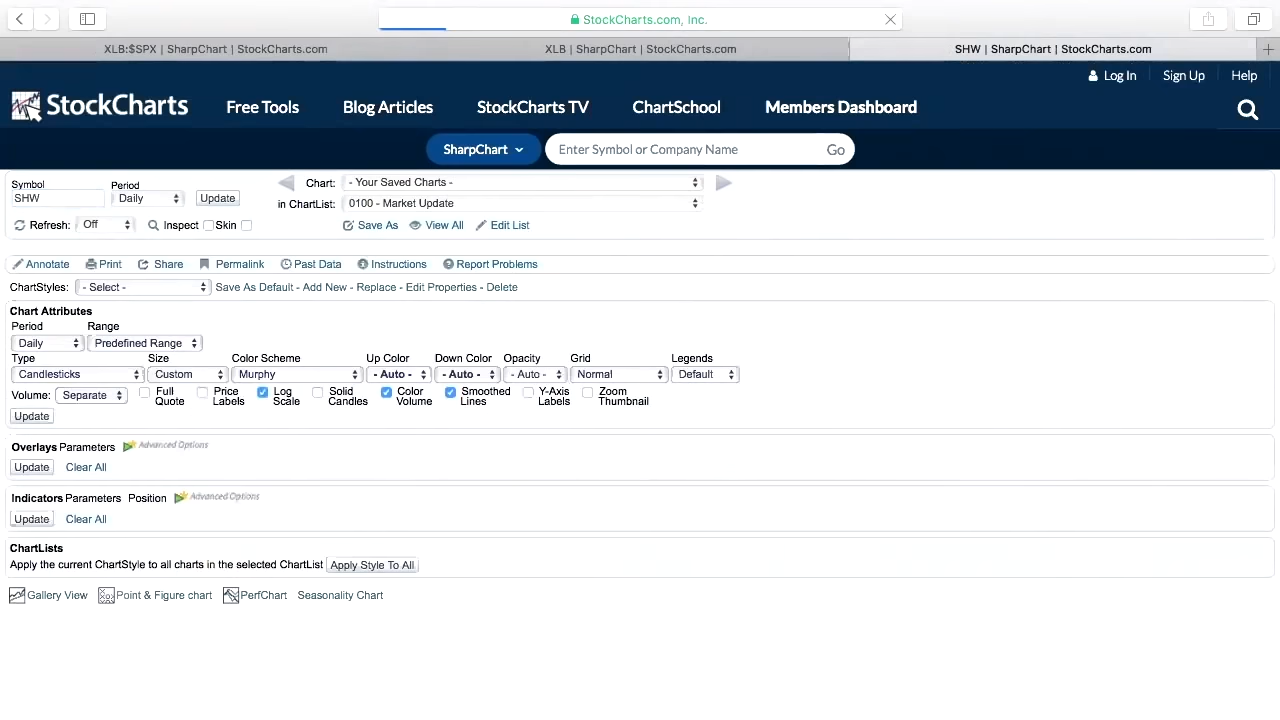 StockCharts.com, Inc.
XLB:$SPX | SharpChart | StockCharts.com
XLB | SharpChart | StockCharts.com
SHW | SharpChart | StockCharts.com
Log In
Sign Up
Help
StockCharts
Free Tools
Blog Articles
StockCharts TV
ChartSchool
Members Dashboard
SharpChart
Enter Symbol or Company Name
Go
Symbol
Period
SHW
Daily
Update
Chart:
- Your Saved Charts -
in ChartList:
0100 - Market Update
Refresh:
Off
Inspect
Skin
Save As
View All
Edit List
Annotate
Print
Share
Permalink
Past Data
Instructions
Report Problems
ChartStyles:
- Select -
Save As Default - Add New - Replace - Edit Properties - Delete
Chart Attributes
Period
Range
Daily
Predefined Range
Type
Size
Color Scheme
Up Color
Down Color
Opacity
Grid
Legends
Candlesticks
Custom
Murphy
- Auto -
- Auto -
- Auto -
Normal
Default
Volume:
Separate
Full
Quote
Price
Labels
Log
Scale
Solid
Candles
Color
Volume
Smoothed
Lines
Y-Axis
Labels
Zoom
Thumbnail
Update
Overlays Parameters
Advanced Options
Update
Clear All
Indicators Parameters Position
Advanced Options
Update
Clear All
ChartLists
Apply the current ChartStyle to all charts in the selected ChartList
Apply Style To All
Gallery View
Point & Figure chart
PerfChart
Seasonality Chart